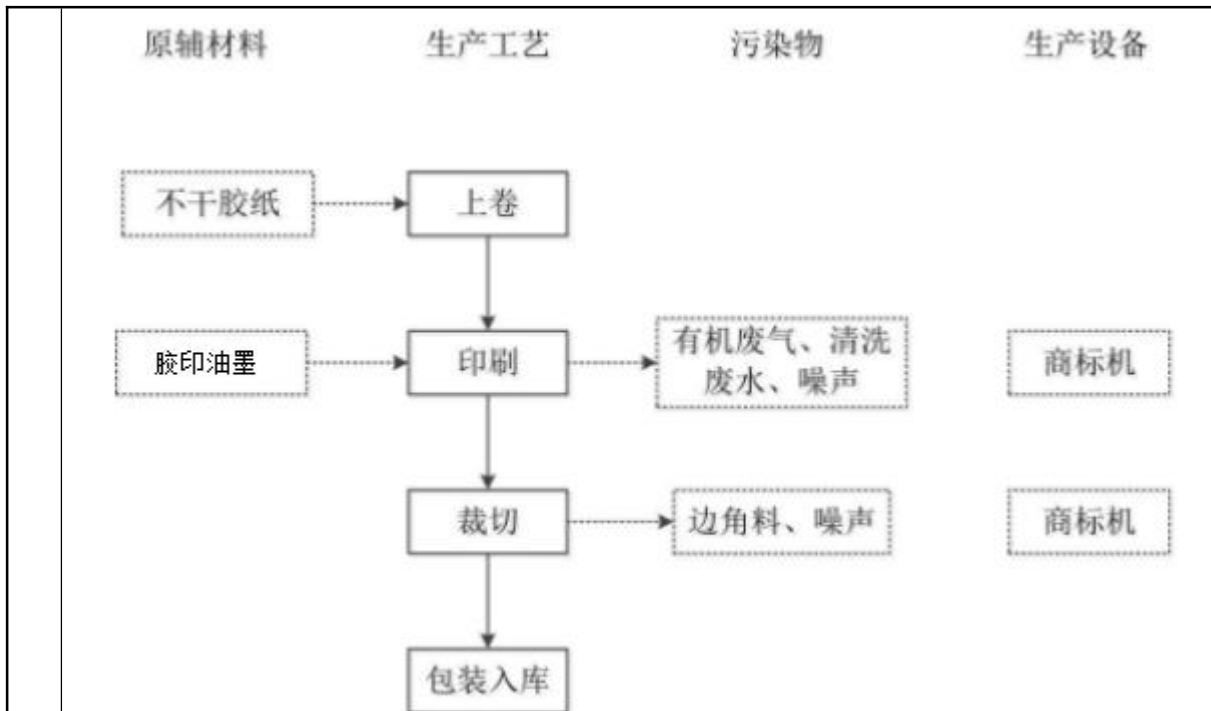 原辅材料 生产工艺 污染物 生产设备
不干胶纸 上卷
胶印油墨 印刷 有机废气、清洗
废水、噪声 商标机
裁切 边角料、噪声 商标机
包装入库